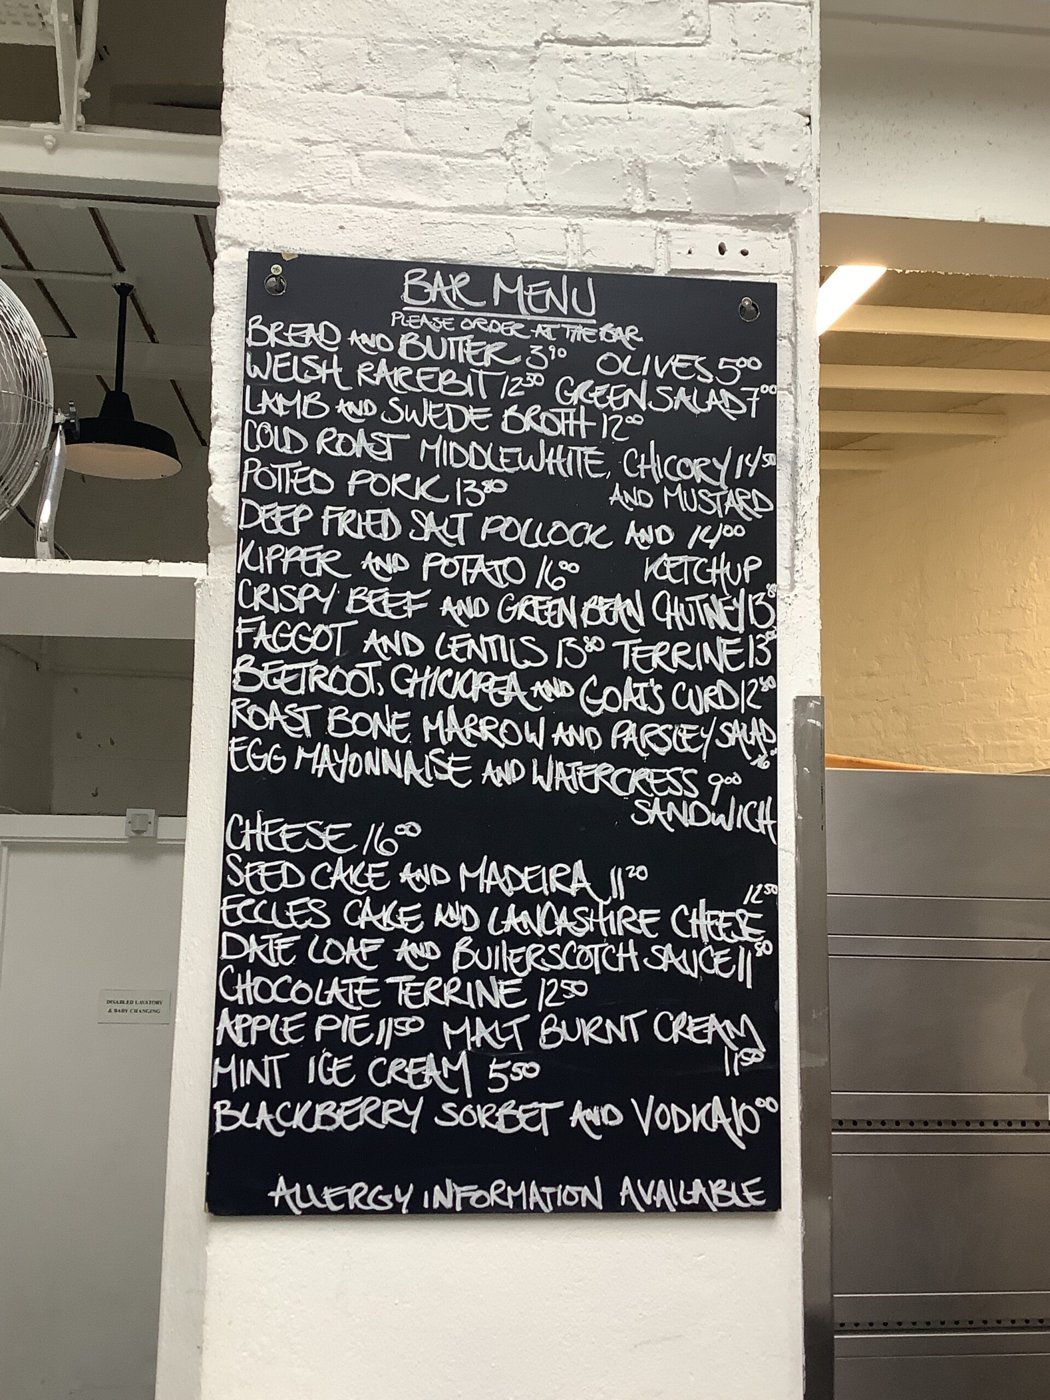 BAR MENU
PLEASE ORDER AT THE BAR
BREAD AND BUTTER 3.90 OLIVES 5.00
WELSH RAREBIT 12.50 GREEN SALAD 7.00
LAMB AND SWEDE BROTH 12.00
COLD ROAST MIDDLEWHITE, CHICORY 14.50
POTTED PORK 13.80 AND MUSTARD
DEEP FRIED SALT POLLOCK AND 14.00
KIPPER AND POTATO 16.00 KETCHUP
CRISPY BEEF AND GREEN BEAN CHUTNEY 13
FAGGOT AND LENTILS 15.80 TERRINE 13
BEETROOT, CHICKPEA AND GOAT'S CURD 12.80
ROAST BONE MARROW AND PARSLEY SALAD
EGG MAYONNAISE AND WATERCRESS 9.00
SANDWICH
CHEESE 16.00
SEED CAKE AND MADEIRA 11.20
12.50
ECCLES CAKE AND LANCASHIRE CHEESE
DATE LOAF AND BUTTERSCOTCH SAUCE 11.80
CHOCOLATE TERRINE 12.50
APPLE PIE 11.50 MALT BURNT CREAM
11.50
MINT ICE CREAM 5.50
BLACKBERRY SORBET AND VODKA 10.00
ALLERGY INFORMATION AVAILABLE
DISABLED LAVATORY
& BABY CHANGING